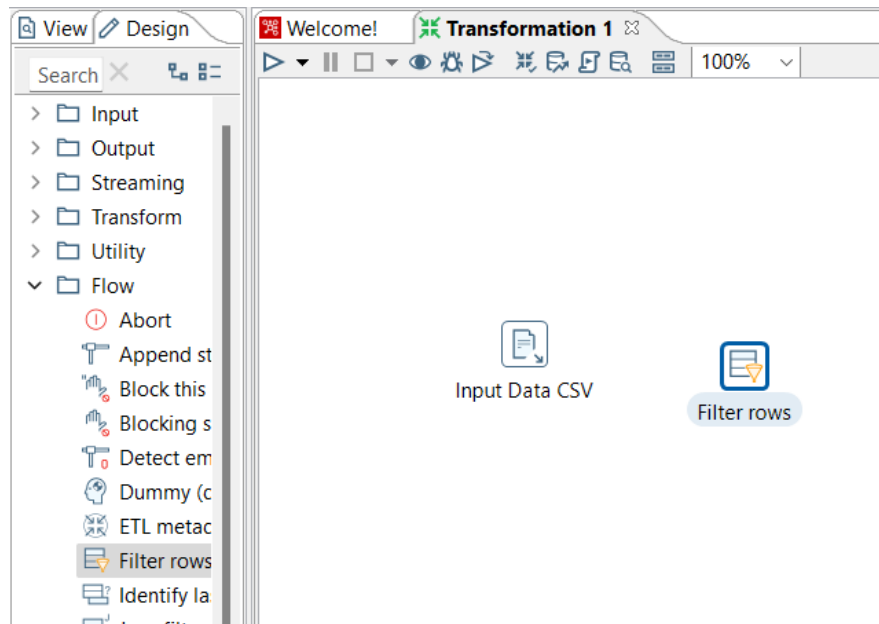 View
Design
Welcome!
Transformation 1
Search
100%
Input
Output
Streaming
Transform
Utility
Flow
Abort
Append st
Block this
Blocking s
Detect em
Dummy (c
ETL metac
Filter rows
Identify la
Input Data CSV
Filter rows